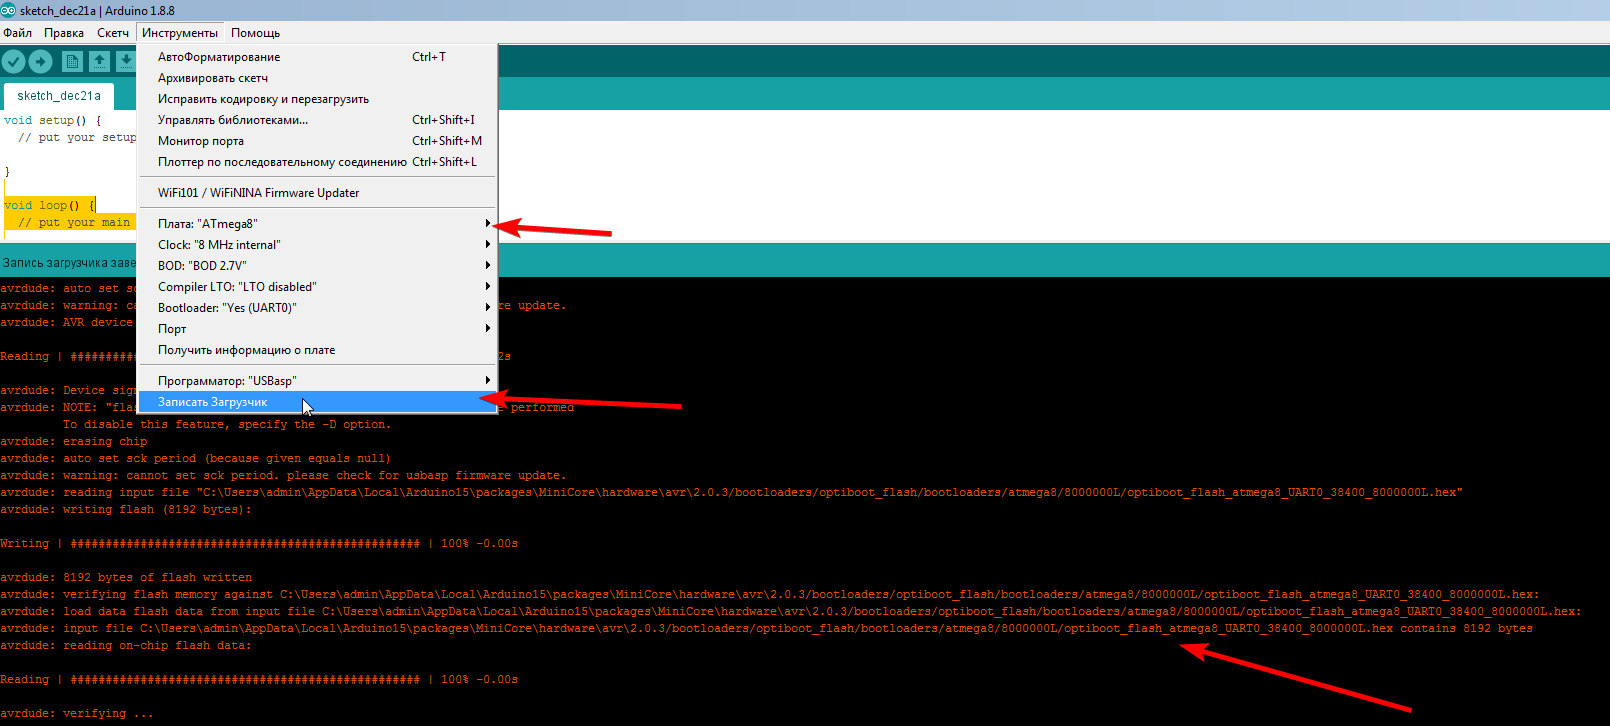 sketch_dec21a | Arduino 1.8.8
Файл Правка Скетч Инструменты Помощь
АвтоФорматирование Ctrl+T
Архивировать скетч
Исправить кодировку и перезагрузить
Управлять библиотеками... Ctrl+Shift+I
Монитор порта Ctrl+Shift+M
Плоттер по последовательному соединению Ctrl+Shift+L
WiFi101 / WiFiNINA Firmware Updater
Плата: "ATmega8"
Clock: "8 MHz internal"
BOD: "BOD 2.7V"
Compiler LTO: "LTO disabled"
Bootloader: "Yes (UART0)"
Порт
Получить информацию о плате
Программатор: "USBasp"
Записать Загрузчик
sketch_dec21a
void setup() {
// put your setup
}
void loop() {
// put your main
Запись загрузчика заве
avrdude: auto set sc
avrdude: warning: ca re update.
avrdude: AVR device
Reading | ########## 2s
avrdude: Device sign
avrdude: NOTE: "flas performed
To disable this feature, specify the -D option.
avrdude: erasing chip
avrdude: auto set sck period (because given equals null)
avrdude: warning: cannot set sck period. please check for usbasp firmware update.
avrdude: reading input file "C:\Users\admin\AppData\Local\Arduino15\packages\MiniCore\hardware\avr\2.0.3/bootloaders/optiboot_flash/bootloaders/atmega8/8000000L/optiboot_flash_atmega8_UART0_38400_8000000L.hex"
avrdude: writing flash (8192 bytes):
Writing | ################################################## | 100% -0.00s
avrdude: 8192 bytes of flash written
avrdude: verifying flash memory against C:\Users\admin\AppData\Local\Arduino15\packages\MiniCore\hardware\avr\2.0.3/bootloaders/optiboot_flash/bootloaders/atmega8/8000000L/optiboot_flash_atmega8_UART0_38400_8000000L.hex:
avrdude: load data flash data from input file C:\Users\admin\AppData\Local\Arduino15\packages\MiniCore\hardware\avr\2.0.3/bootloaders/optiboot_flash/bootloaders/atmega8/8000000L/optiboot_flash_atmega8_UART0_38400_8000000L.hex:
avrdude: input file C:\Users\admin\AppData\Local\Arduino15\packages\MiniCore\hardware\avr\2.0.3/bootloaders/optiboot_flash/bootloaders/atmega8/8000000L/optiboot_flash_atmega8_UART0_38400_8000000L.hex contains 8192 bytes
avrdude: reading on-chip flash data:
Reading | ################################################## | 100% -0.00s
avrdude: verifying ...